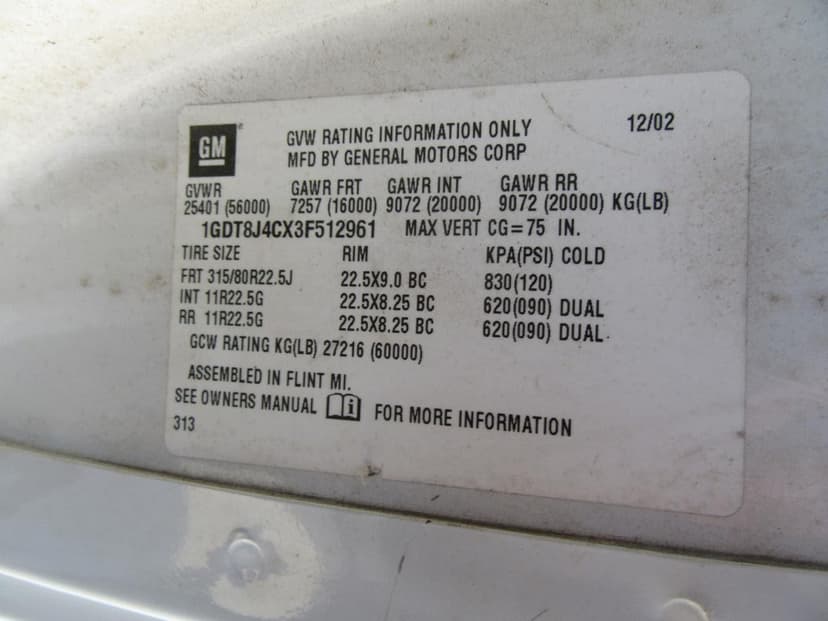 GM ® GVW RATING INFORMATION ONLY 12/02
MFD BY GENERAL MOTORS CORP
GVWR GAWR FRT GAWR INT GAWR RR
25401 (56000) 7257 (16000) 9072 (20000) 9072 (20000) KG(LB)
1GDT8J4CX3F512961 MAX VERT CG=75 IN.
TIRE SIZE RIM KPA(PSI) COLD
FRT 315/80R22.5J 22.5X9.0 BC 830(120)
INT 11R22.5G 22.5X8.25 BC 620(090) DUAL
RR 11R22.5G 22.5X8.25 BC 620(090) DUAL
GCW RATING KG(LB) 27216 (60000)
ASSEMBLED IN FLINT MI.
SEE OWNERS MANUAL i FOR MORE INFORMATION
313